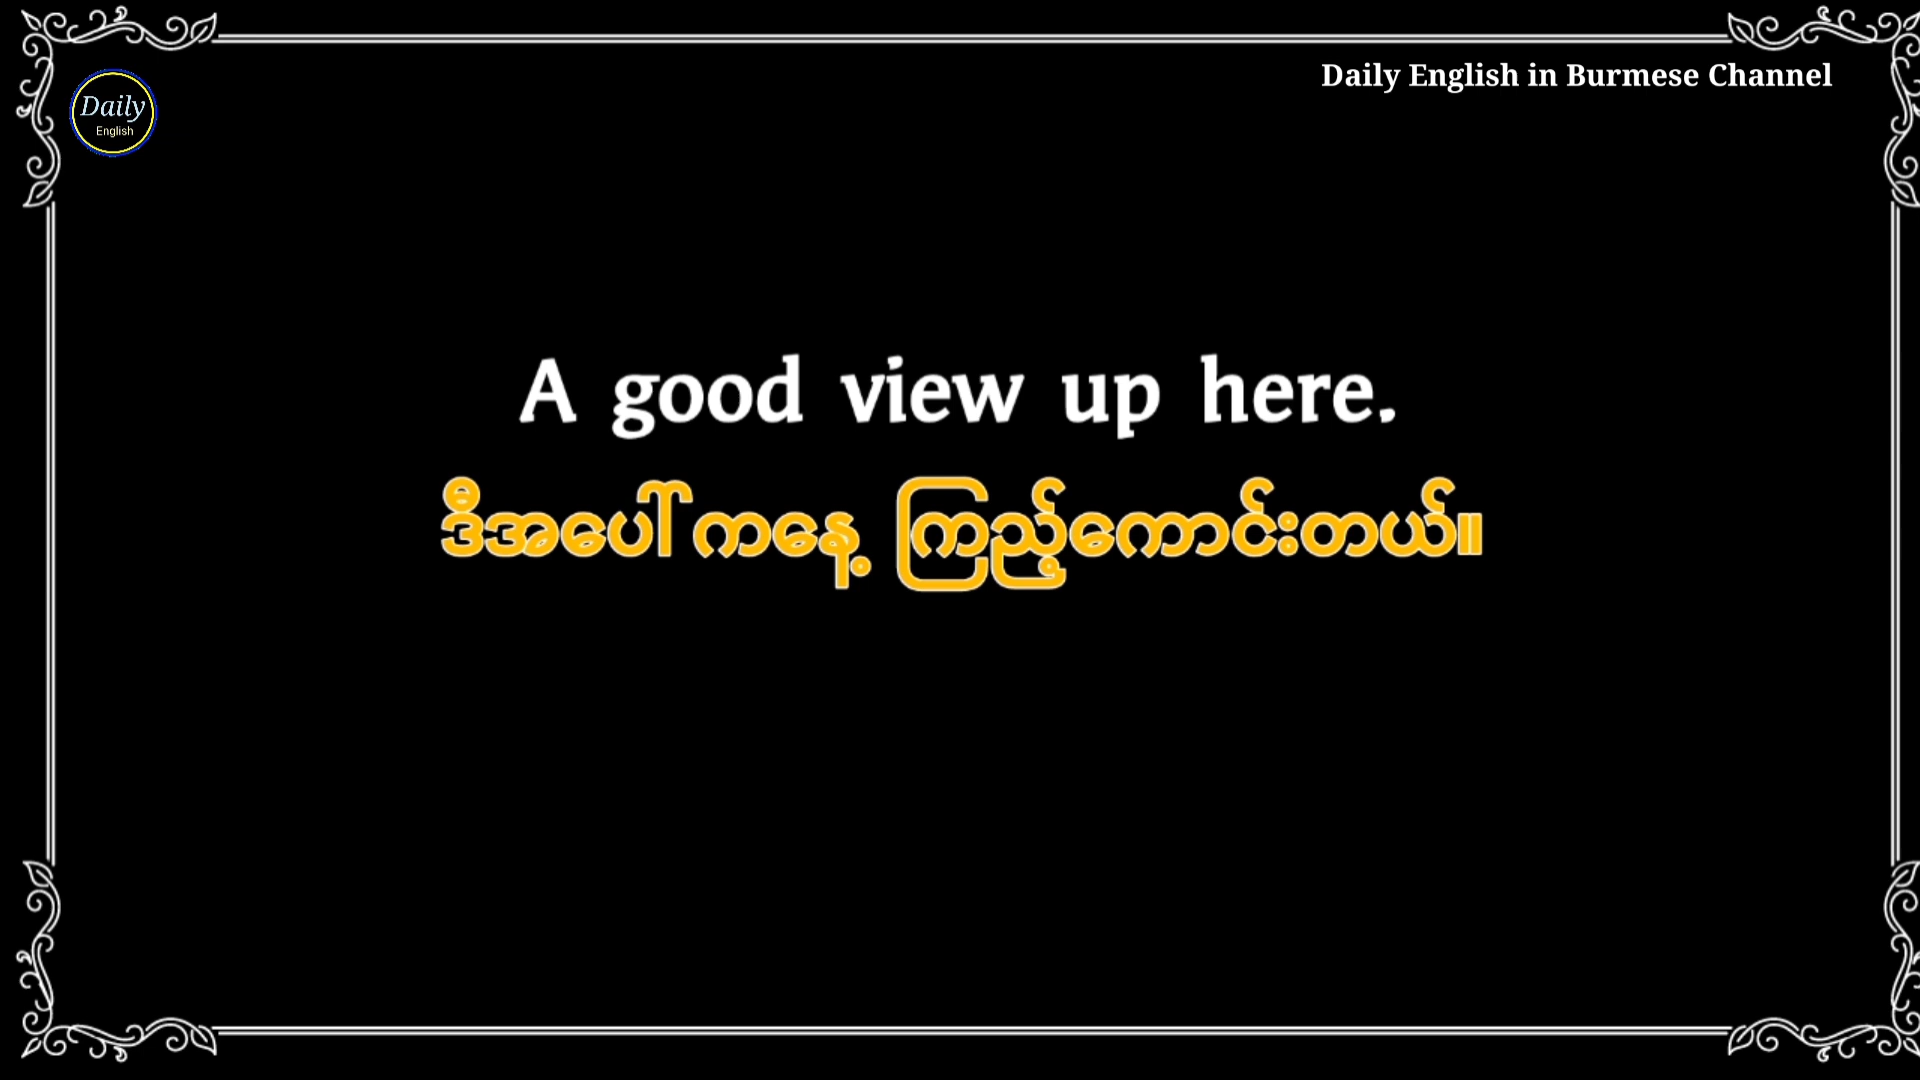 Daily English in Burmese Channel
Daily
English
A good view up here.
ဒီအပေါ်ကနေ့ ကြည့်ကောင်းတယ်။